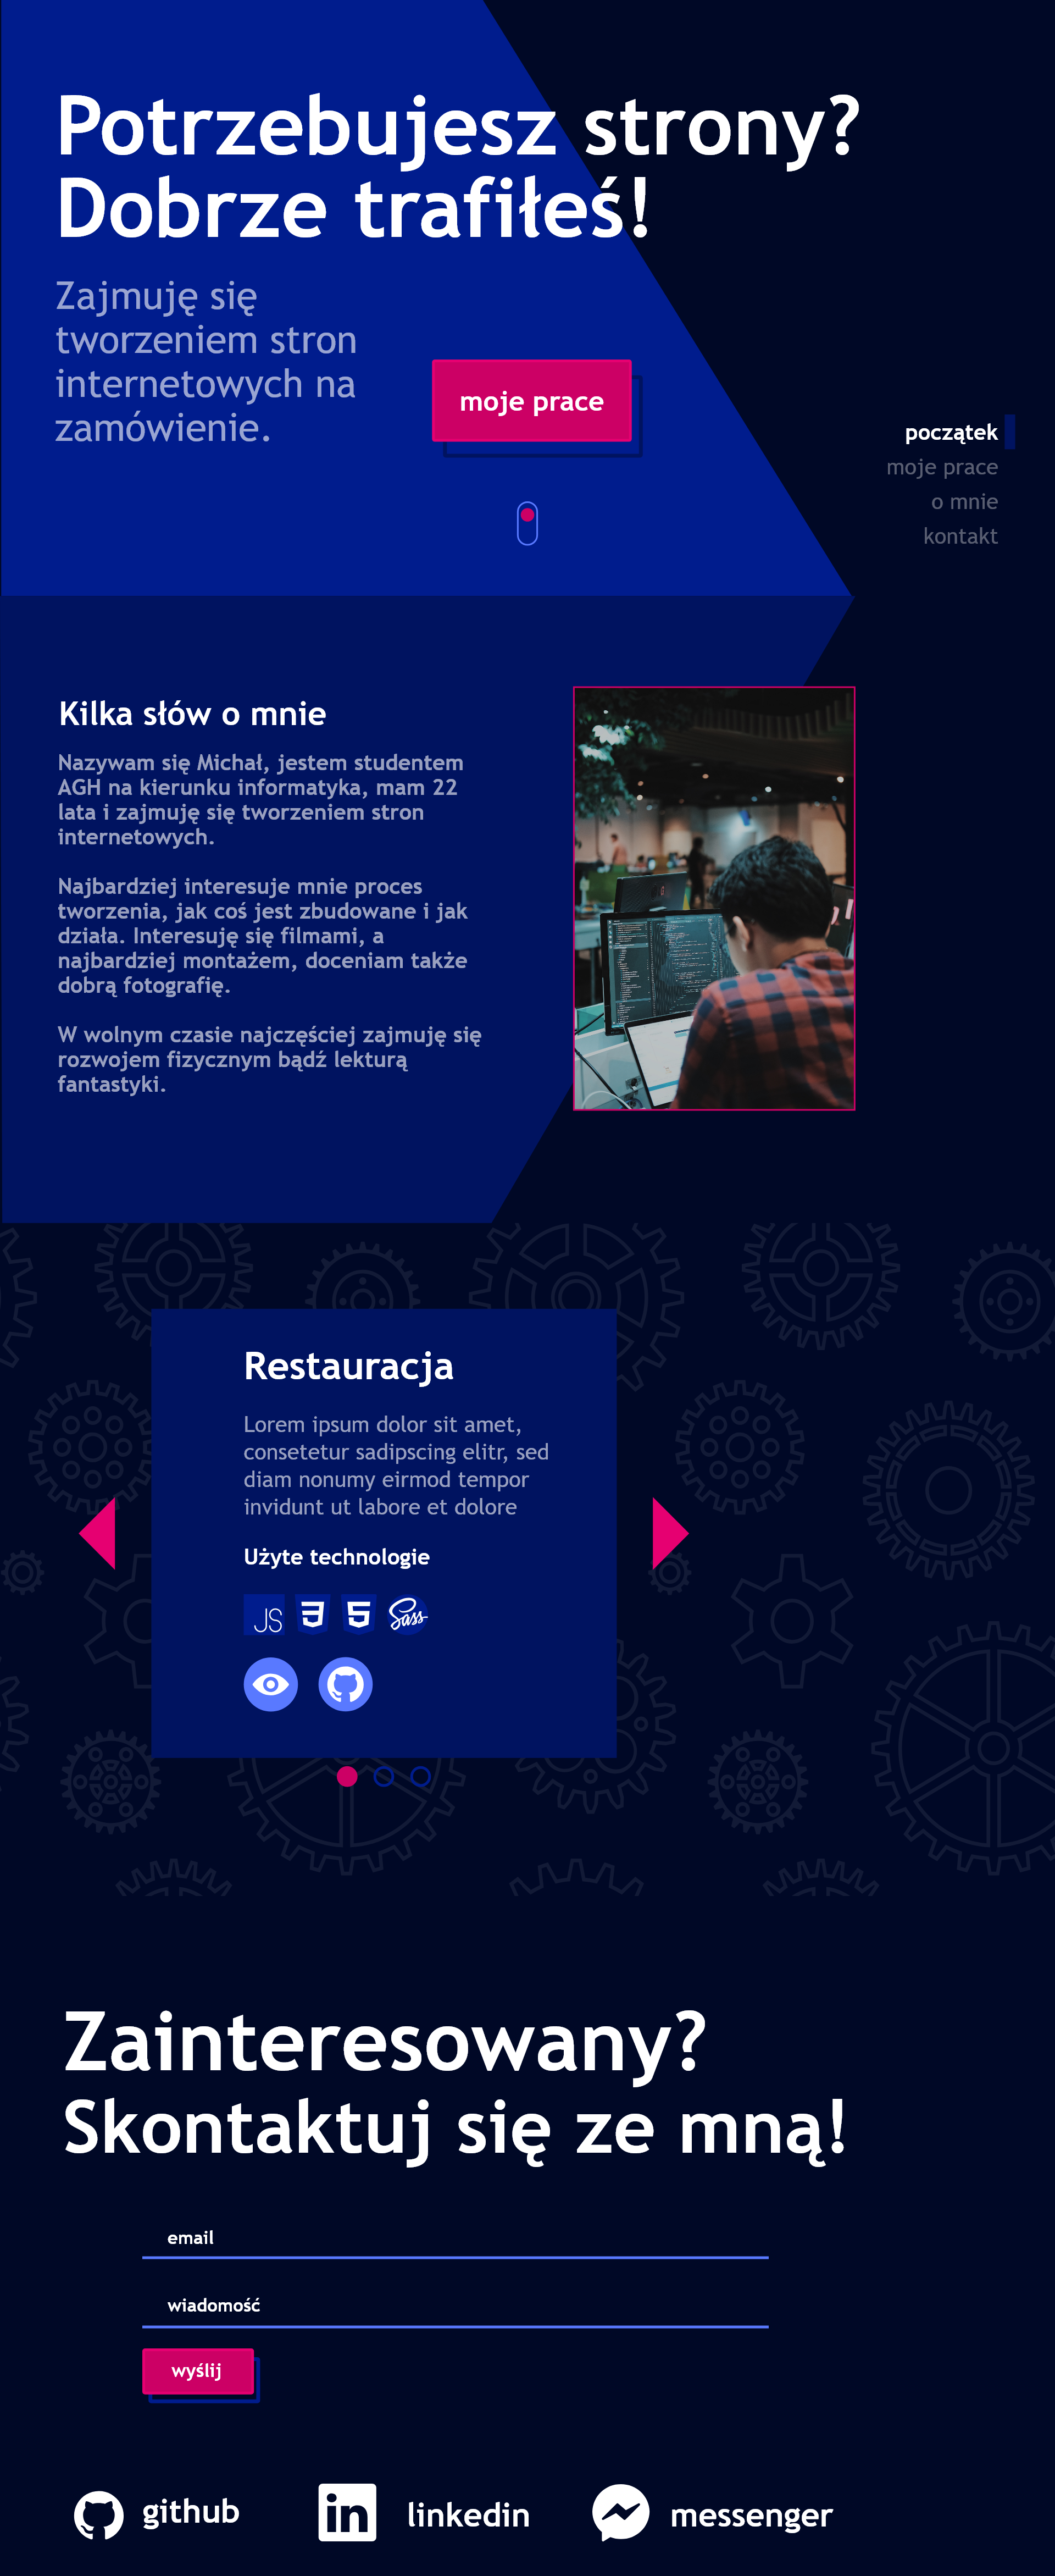 Potrzebujesz strony?
Dobrze trafiłeś!
Zajmuję się
tworzeniem stron
internetowych na
zamówienie.
moje prace
początek
moje prace
o mnie
kontakt
Kilka słów o mnie
Nazywam się Michał, jestem studentem
AGH na kierunku informatyka, mam 22
lata i zajmuję się tworzeniem stron
internetowych.
Najbardziej interesuje mnie proces
tworzenia, jak coś jest zbudowane i jak
działa. Interesuję się filmami, a
najbardziej montażem, doceniam także
dobrą fotografię.
W wolnym czasie najczęściej zajmuję się
rozwojem fizycznym bądź lekturą
fantastyki.
Restauracja
Lorem ipsum dolor sit amet,
consetetur sadipscing elitr, sed
diam nonumy eirmod tempor
invidunt ut labore et dolore
Użyte technologie
JS 3 5 Sass
Zainteresowany?
Skontaktuj się ze mną!
email
wiadomość
wyślij
github in linkedin messenger